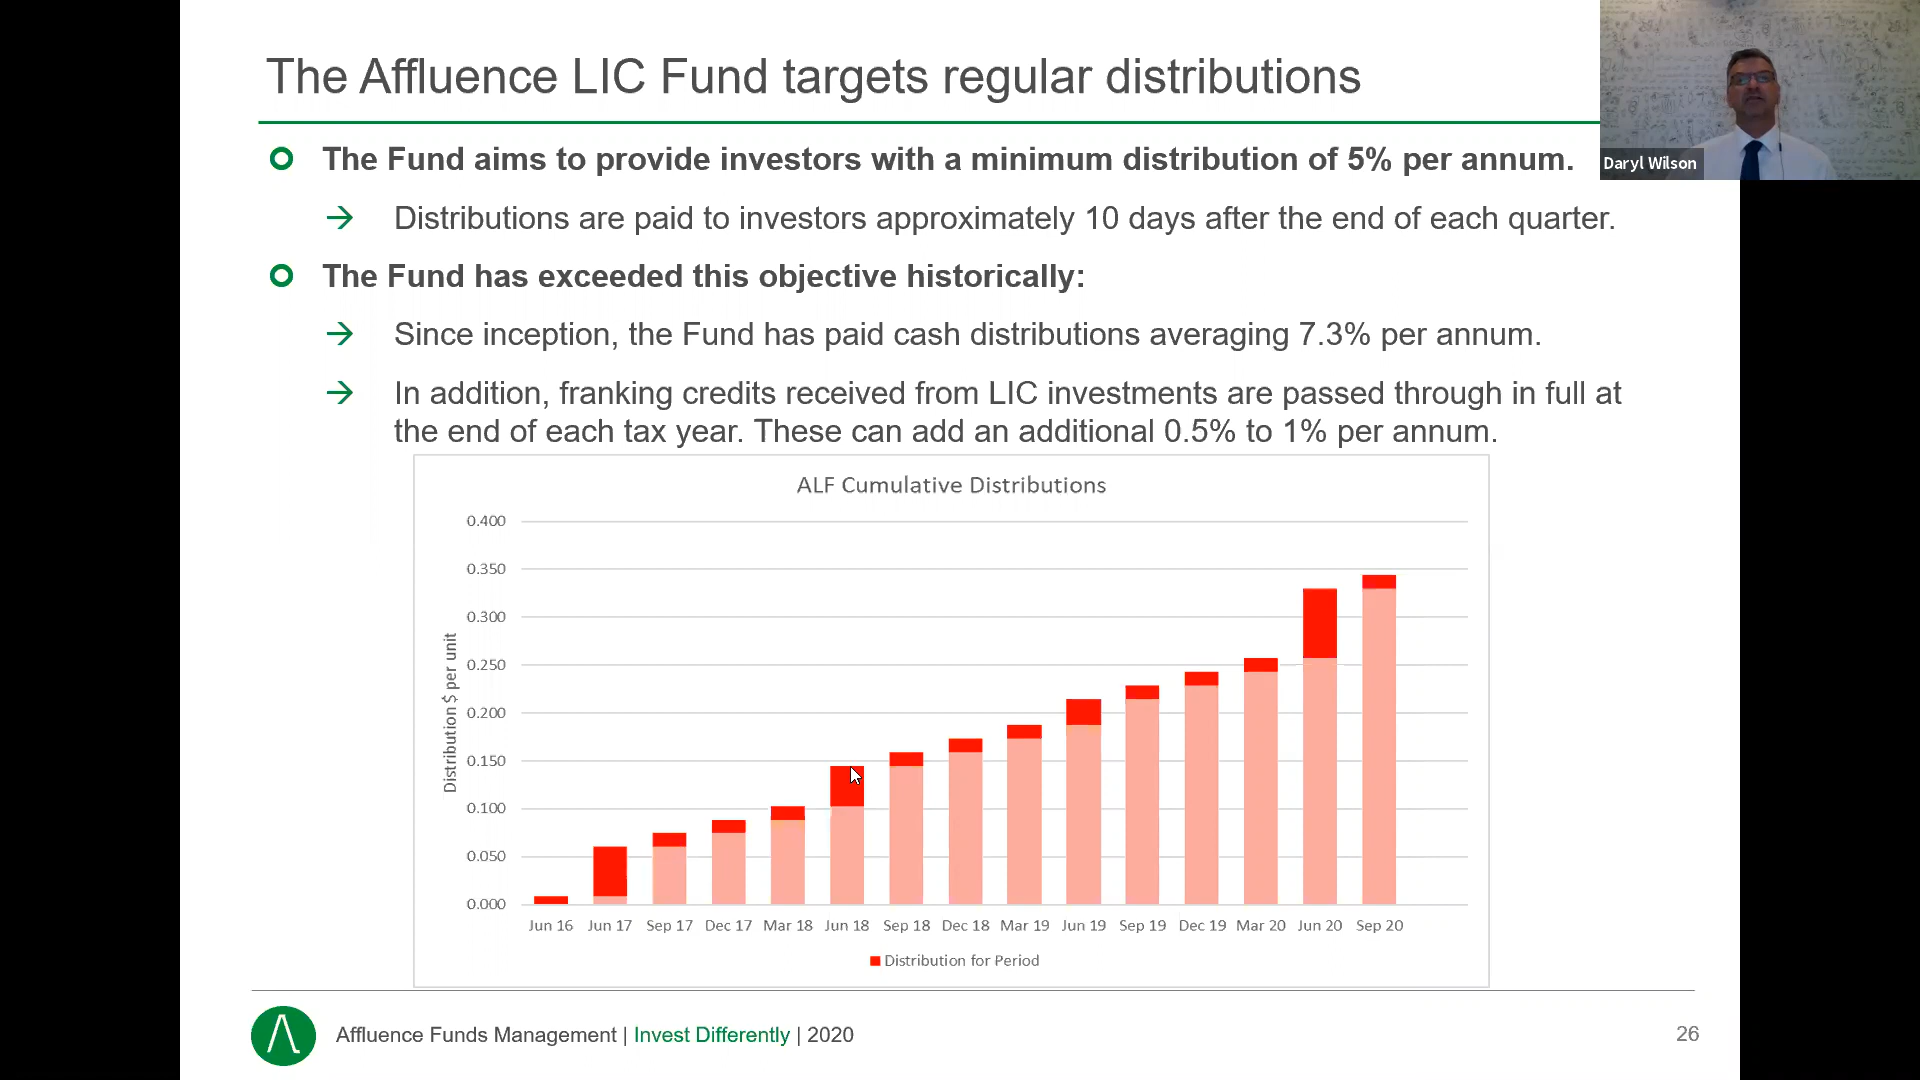 The Affluence LIC Fund targets regular distributions
Daryl Wilson
The Fund aims to provide investors with a minimum distribution of 5% per annum.
Distributions are paid to investors approximately 10 days after the end of each quarter.
The Fund has exceeded this objective historically:
Since inception, the Fund has paid cash distributions averaging 7.3% per annum.
In addition, franking credits received from LIC investments are passed through in full at
the end of each tax year. These can add an additional 0.5% to 1% per annum.
ALF Cumulative Distributions
Distribution $ per unit
0.400
0.350
0.300
0.250
0.200
0.150
0.100
0.050
0.000
Jun 16 Jun 17 Sep 17 Dec 17 Mar 18 Jun 18 Sep 18 Dec 18 Mar 19 Jun 19 Sep 19 Dec 19 Mar 20 Jun 20 Sep 20
Distribution for Period
Affluence Funds Management | Invest Differently | 2020
26